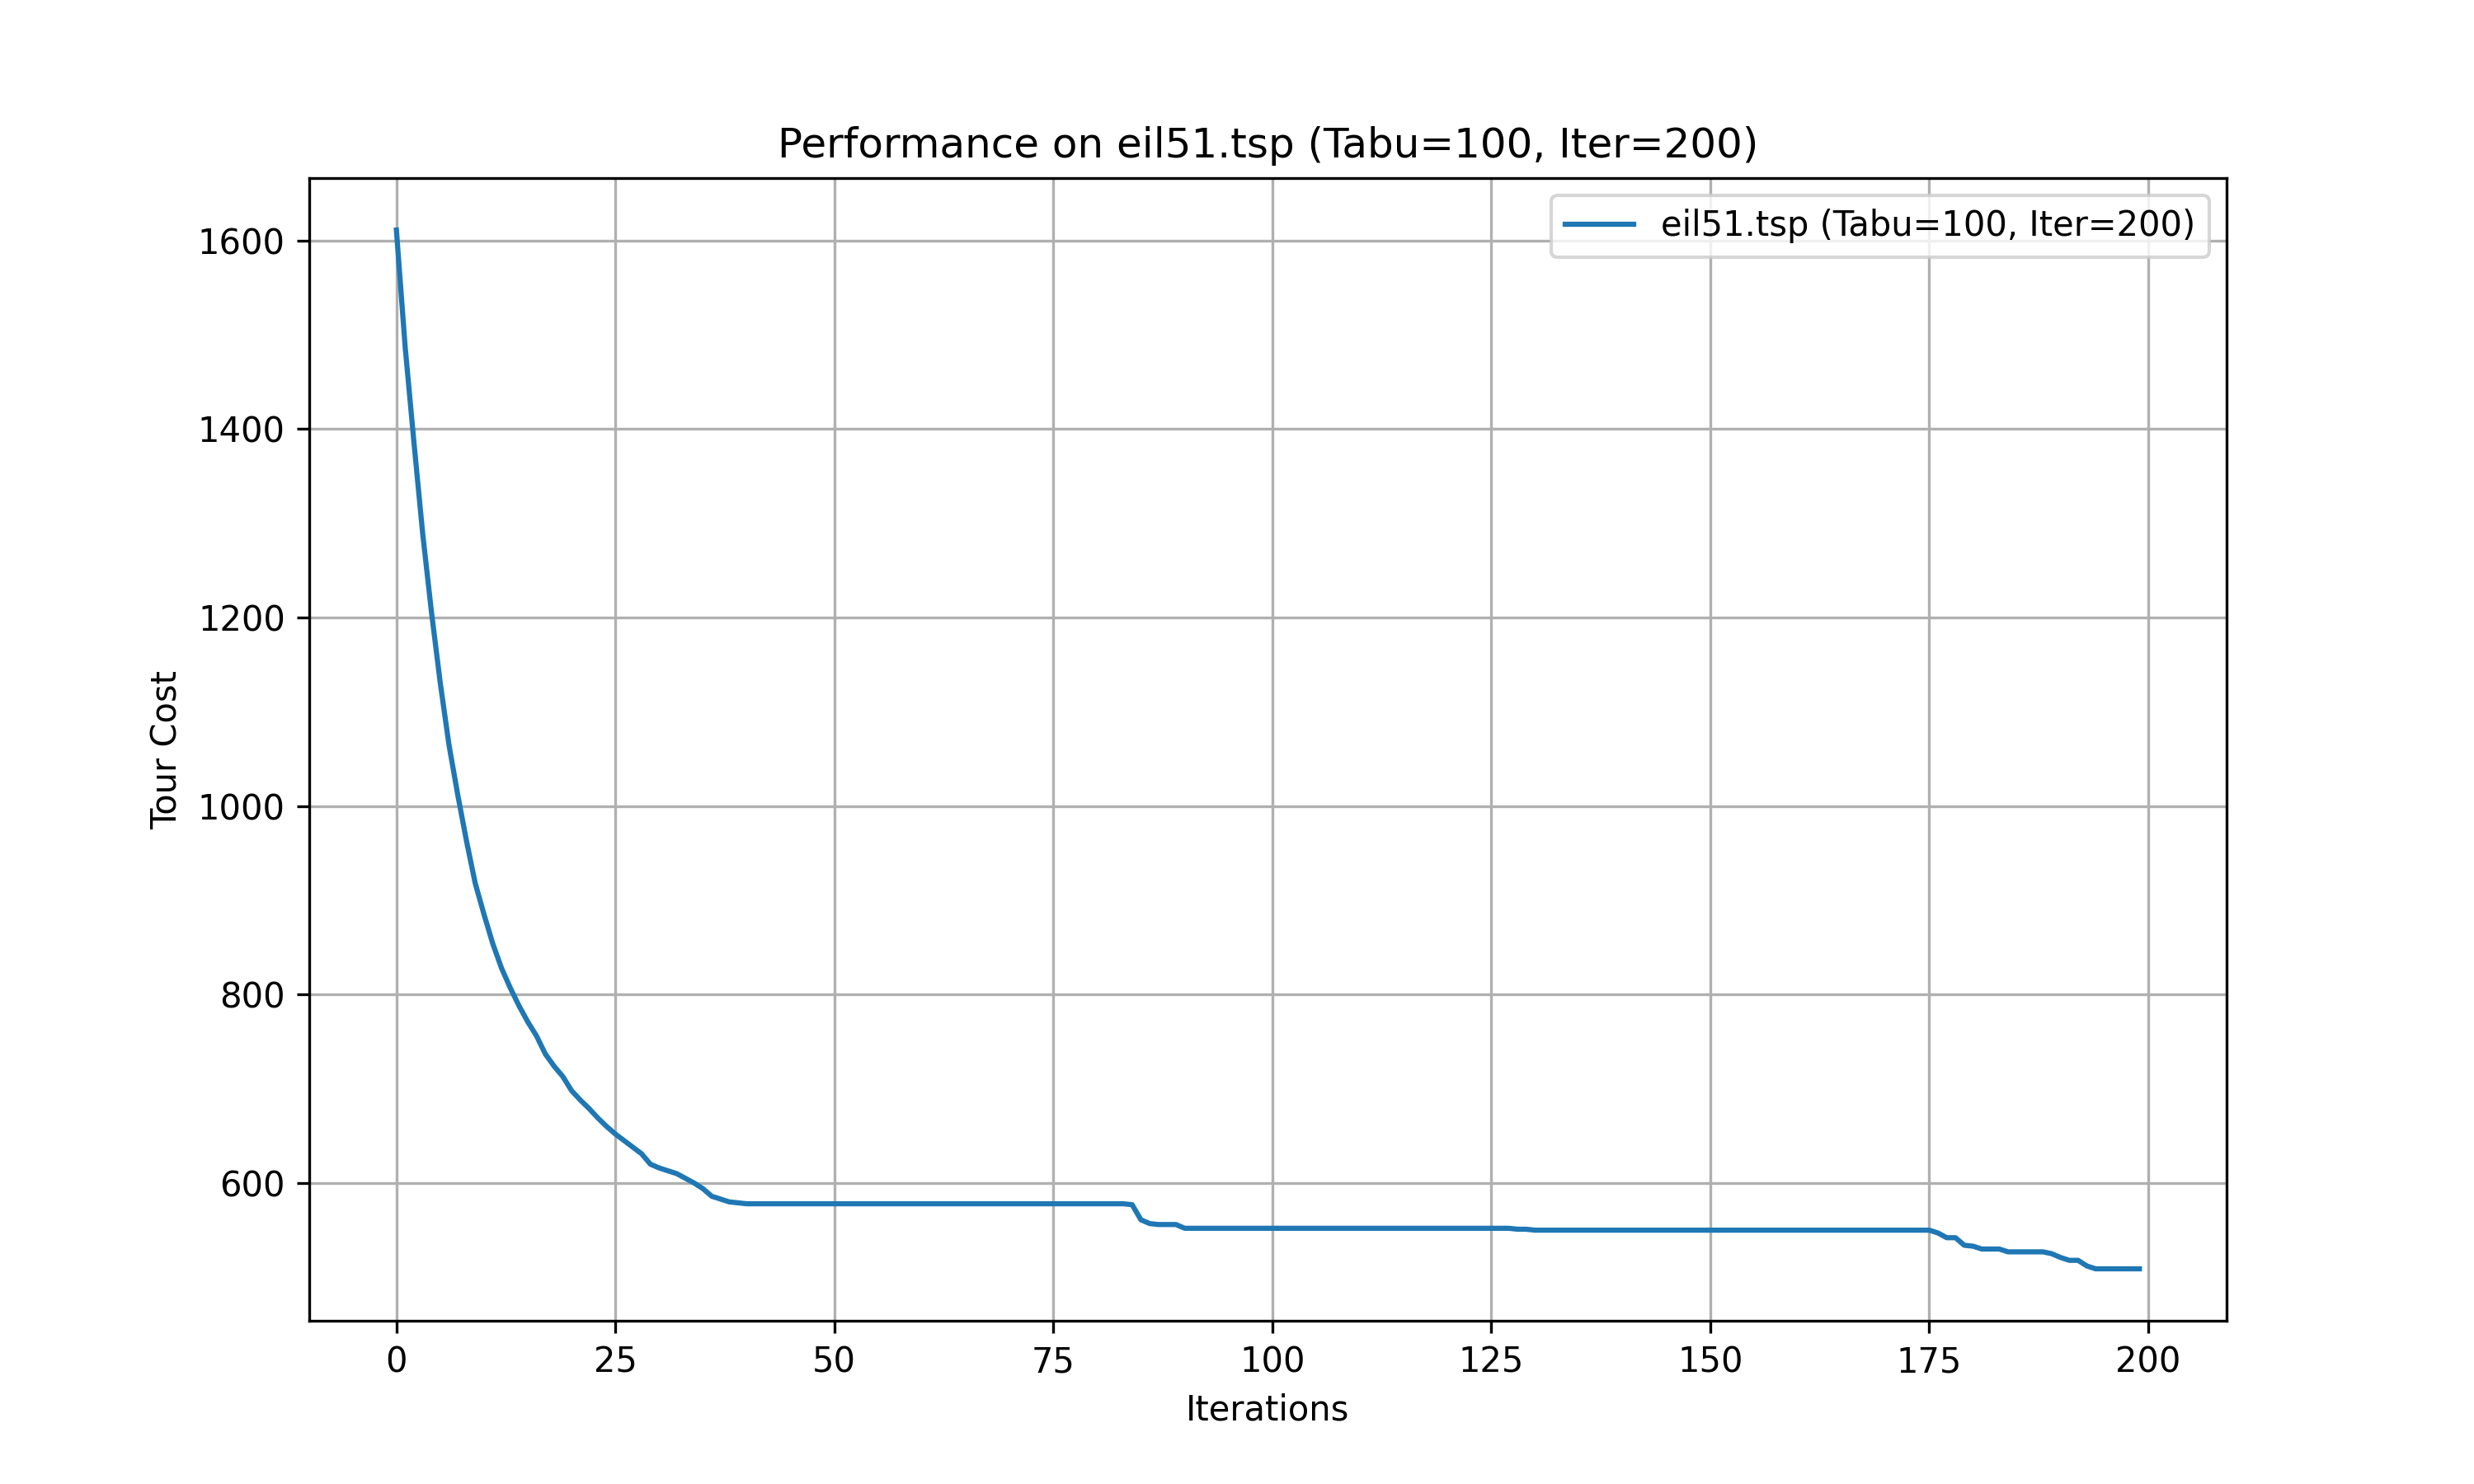 Performance on eil51.tsp (Tabu=100, Iter=200)
eil51.tsp (Tabu=100, Iter=200)
1600
1400
1200
1000
800
600
Tour Cost
0 25 50 75 100 125 150 175 200
Iterations